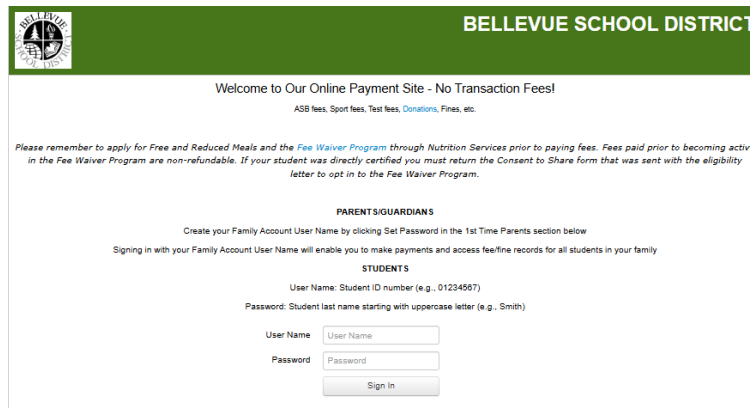 BELLEVUE
SCHOOL DIST
BELLEVUE SCHOOL DISTRICT
Welcome to Our Online Payment Site - No Transaction Fees!
ASB fees, Sport fees, Test fees, Donations, Fines, etc.
Please remember to apply for Free and Reduced Meals and the Fee Waiver Program through Nutrition Services prior to paying fees. Fees paid prior to becoming activ
in the Fee Waiver Program are non-refundable. If your student was directly certified you must return the Consent to Share form that was sent with the eligibility
letter to opt in to the Fee Waiver Program.
PARENTS/GUARDIANS
Create your Family Account User Name by clicking Set Password in the 1st Time Parents section below
Signing in with your Family Account User Name will enable you to make payments and access fee/fine records for all students in your family
STUDENTS
User Name: Student ID number (e.g., 01234567)
Password: Student last name starting with uppercase letter (e.g., Smith)
User Name User Name
Password Password
Sign In